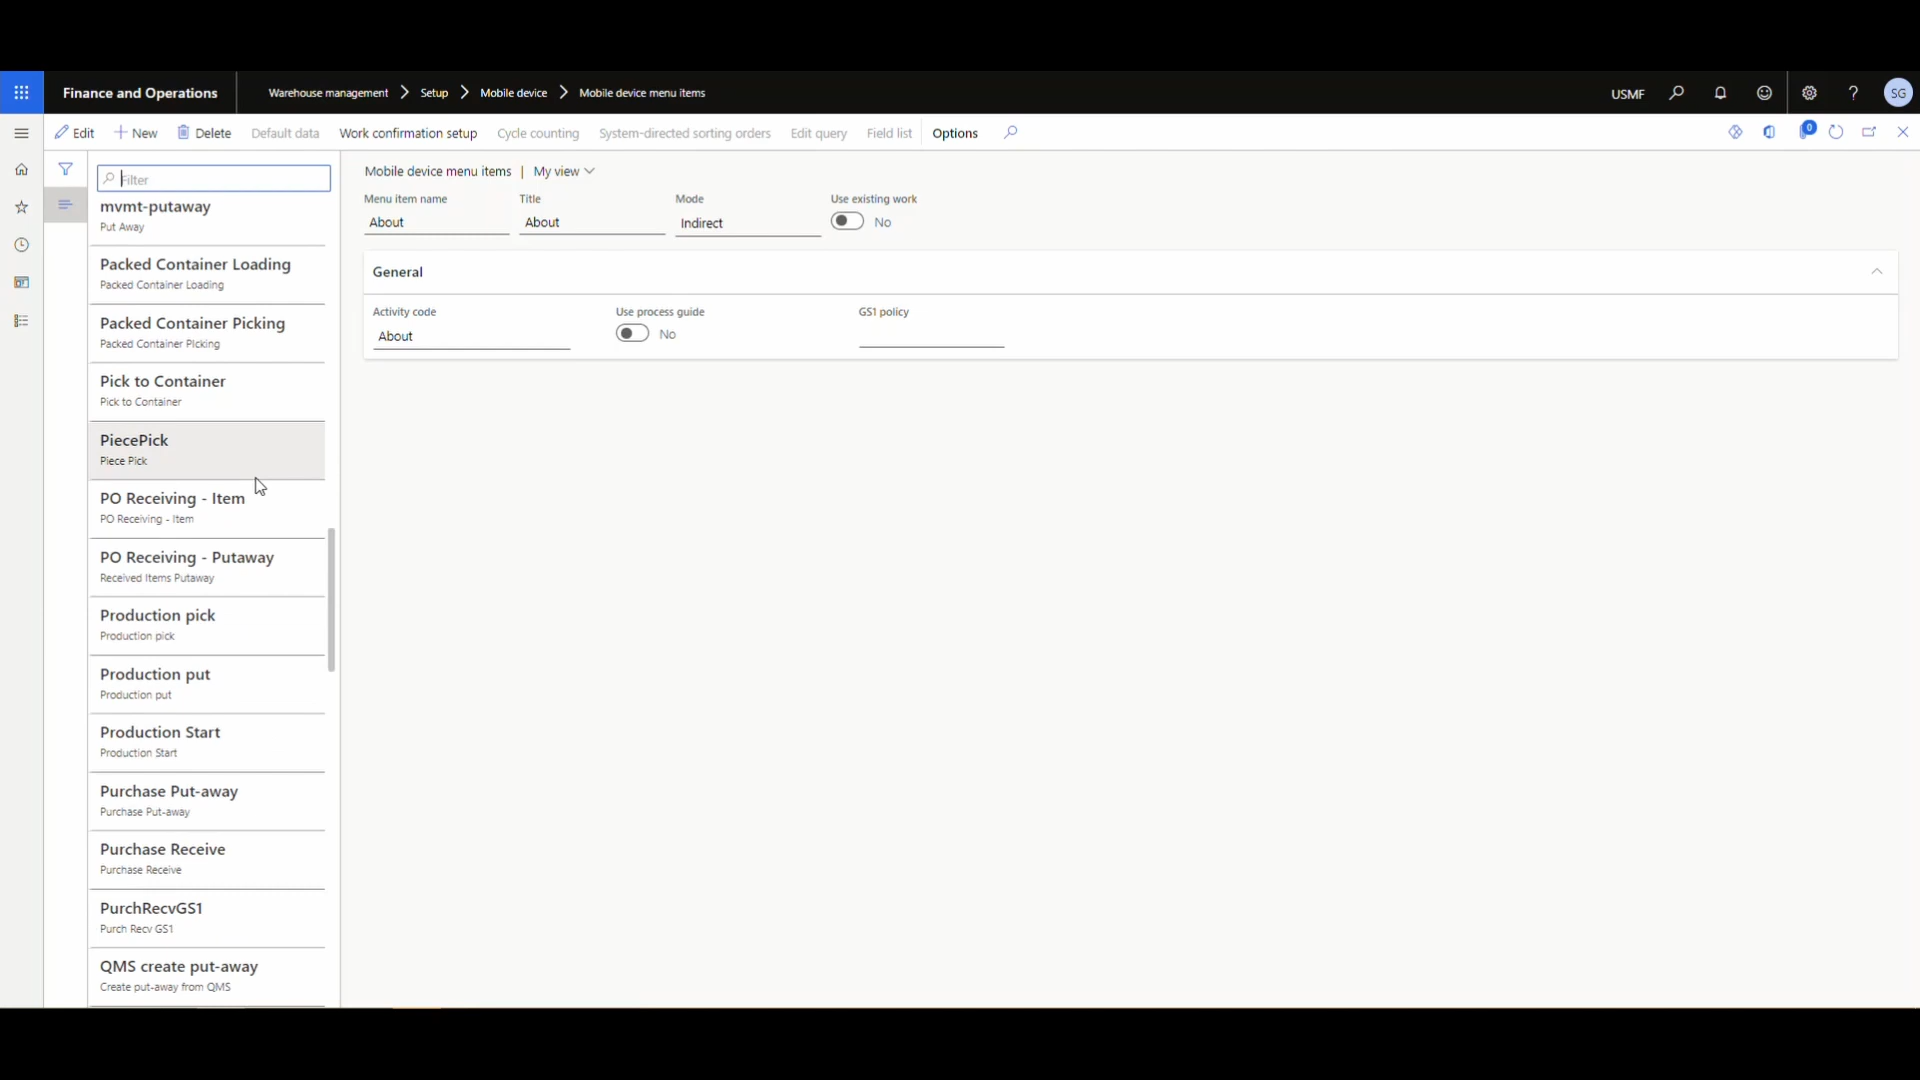 Finance and Operations
Warehouse management
Setup
Mobile device
Mobile device menu items
USMF
SG
Edit
New
Delete
Default data
Work confirmation setup
Cycle counting
System-directed sorting orders
Edit query
Field list
Options
0
Filter
mvmt-putaway
Put Away
Packed Container Loading
Packed Container Loading
Packed Container Picking
Packed Container PIcking
Pick to Container
Pick to Container
PiecePick
Piece Pick
PO Receiving - Item
PO Receiving - Item
PO Receiving - Putaway
Received Items Putaway
Production pick
Production pick
Production put
Production put
Production Start
Production Start
Purchase Put-away
Purchase Put-away
Purchase Receive
Purchase Receive
PurchRecvGS1
Purch Recv GS1
QMS create put-away
Create put-away from QMS
Mobile device menu items | My view
Menu item name
About
Title
About
Mode
Indirect
Use existing work
No
General
Activity code
About
Use process guide
No
GS1 policy